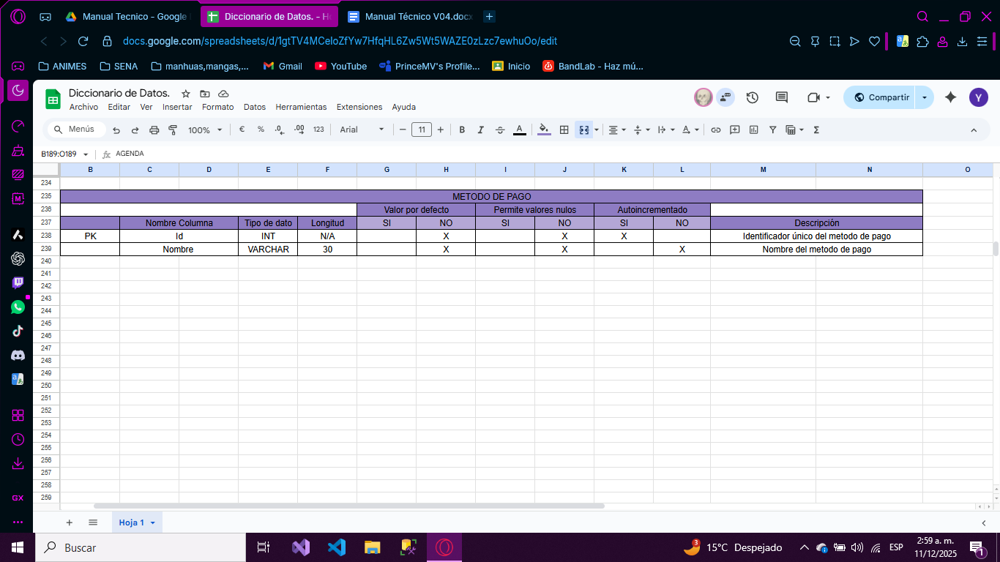 Manual Tecnico - Google
Diccionario de Datos. - H
Manual Técnico V04.docx
docs.google.com/spreadsheets/d/1gtTV4MCeIoZfYw7HfqHL6Zw5Wt5WAZE0zLzc7ewhuOo/edit
ANIMES
SENA
manhuas,mangas,...
Gmail
YouTube
PrinceMV's Profile...
Inicio
BandLab - Haz mú...
Diccionario de Datos.
Archivo Editar Ver Insertar Formato Datos Herramientas Extensiones Ayuda
Compartir
Y
Menús 100% € % .0 .00 123 Arial 11 B I A Σ
B189:O189 fx AGENDA
B C D E F G H I J K L M N O
234
235 METODO DE PAGO
236 Valor por defecto Permite valores nulos Autoincrementado
237 Nombre Columna Tipo de dato Longitud SI NO SI NO SI NO Descripción
238 PK Id INT N/A X X X Identificador único del metodo de pago
239 Nombre VARCHAR 30 X X X Nombre del metodo de pago
240
241
242
243
244
245
246
247
248
249
250
251
252
253
254
255
256
257
258
259
GX
Hoja 1
Buscar
3
15°C Despejado
ESP
2:59 a. m.
11/12/2025
1